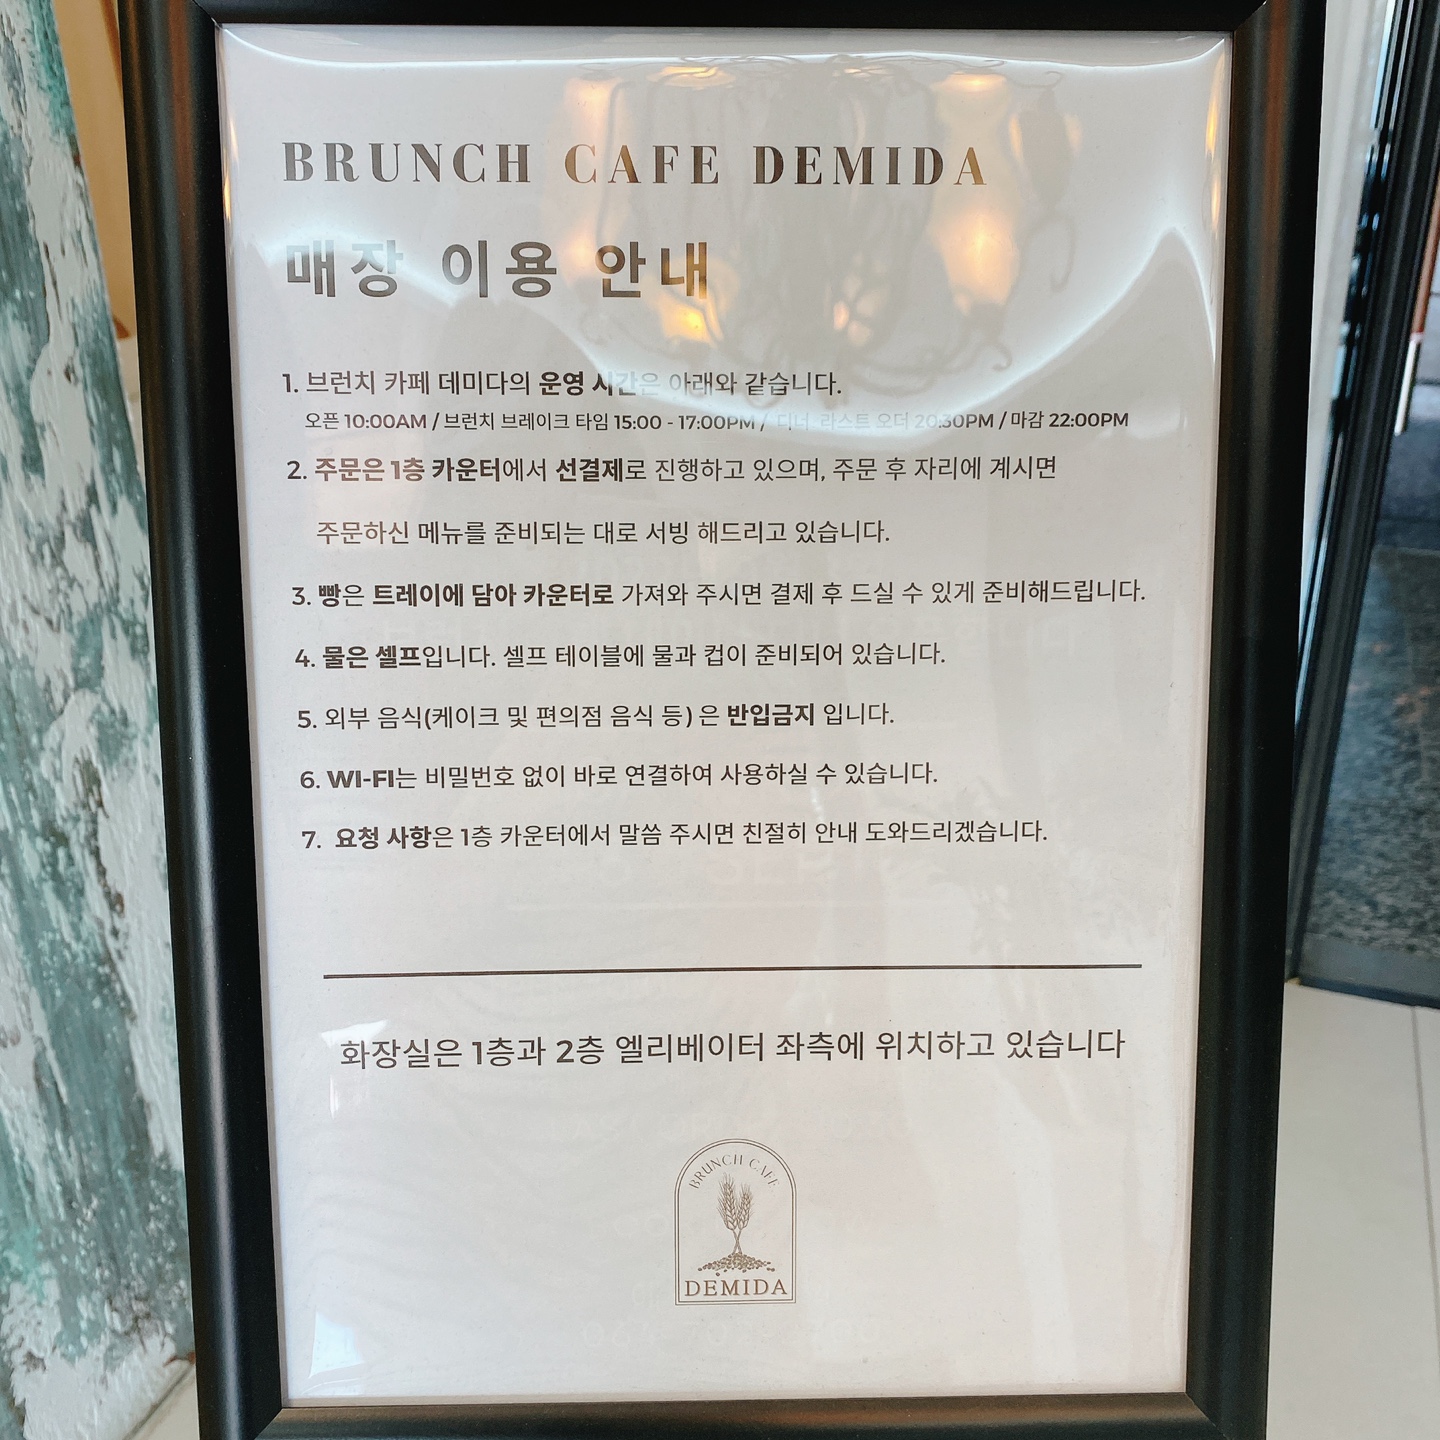 BRUNCH CAFE DEMIDA
매장 이용 안내
1. 브런치 카페 데미다의 운영 시간은 아래와 같습니다.
오픈 10:00AM / 브런치 브레이크 타임 15:00 - 17:00PM / 디너 라스트 오더 20:30PM / 마감 22:00PM
2. 주문은 1층 카운터에서 선결제로 진행하고 있으며, 주문 후 자리에 계시면
주문하신 메뉴를 준비되는 대로 서빙 해드리고 있습니다.
3. 빵은 트레이에 담아 카운터로 가져와 주시면 결제 후 드실 수 있게 준비해드립니다.
4. 물은 셀프입니다. 셀프 테이블에 물과 컵이 준비되어 있습니다.
5. 외부 음식(케이크 및 편의점 음식 등) 은 반입금지 입니다.
6. WI-FI는 비밀번호 없이 바로 연결하여 사용하실 수 있습니다.
7. 요청 사항은 1층 카운터에서 말씀 주시면 친절히 안내 도와드리겠습니다.
화장실은 1층과 2층 엘리베이터 좌측에 위치하고 있습니다
BRUNCH CAFE
DEMIDA